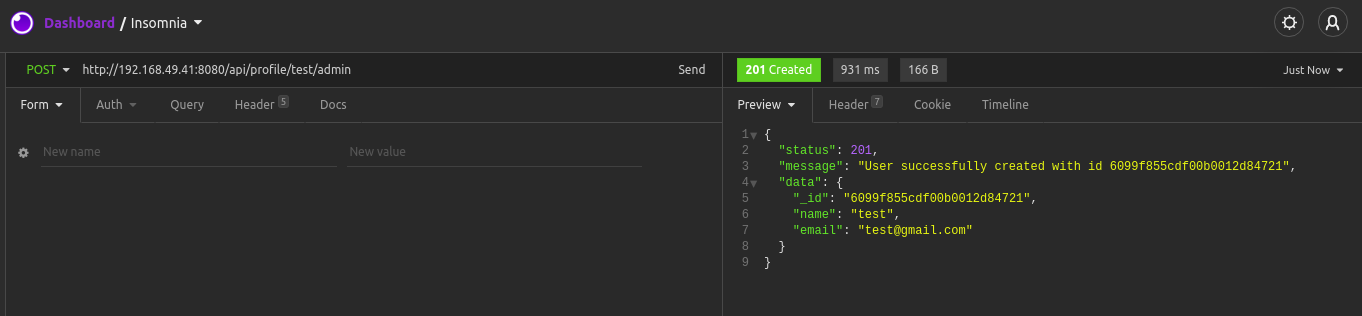 Dashboard / Insomnia
POST http://192.168.49.41:8080/api/profile/test/admin Send
201 Created 931 ms 166 B Just Now
Form Auth Query Header 5 Docs
Preview Header 7 Cookie Timeline
New name New value
1 {
2 "status": 201,
3 "message": "User successfully created with id 6099f855cdf00b0012d84721",
4 "data": {
5 "_id": "6099f855cdf00b0012d84721",
6 "name": "test",
7 "email": "test@gmail.com"
8 }
9 }